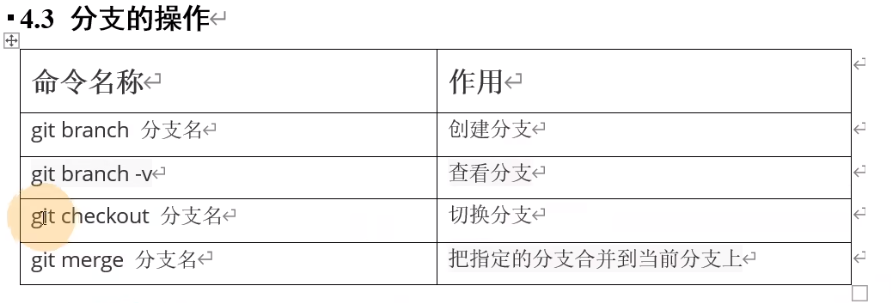 4.3 分支的操作
命令名称 作用
git branch 分支名 创建分支
git branch -v 查看分支
git checkout 分支名 切换分支
git merge 分支名 把指定的分支合并到当前分支上